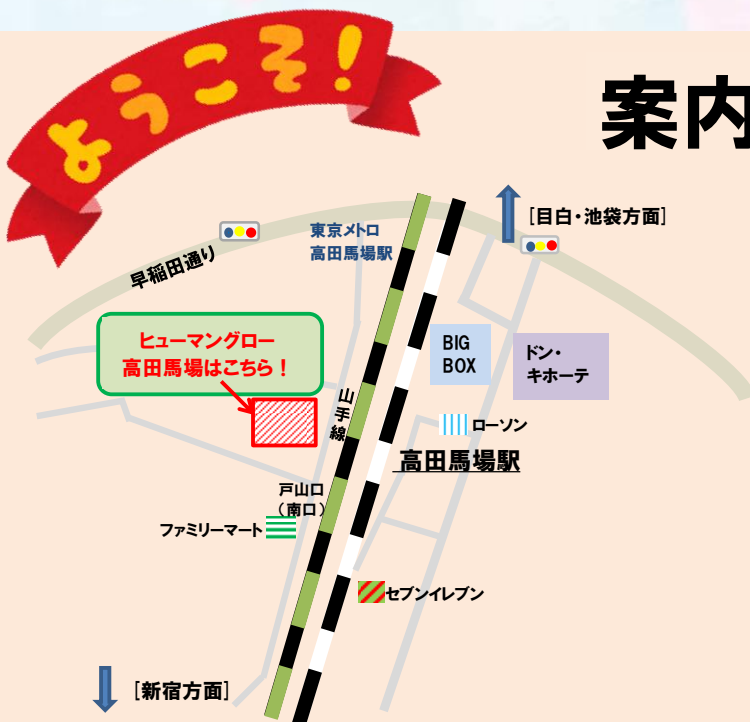 ようこそ!
案内
[目白・池袋方面]
東京メトロ
高田馬場駅
早稲田通り
ヒューマングロー
高田馬場はこちら!
BIG
BOX
ドン・
キホーテ
山手線
ローソン
高田馬場駅
戸山口
(南口)
ファミリーマート
セブンイレブン
[新宿方面]